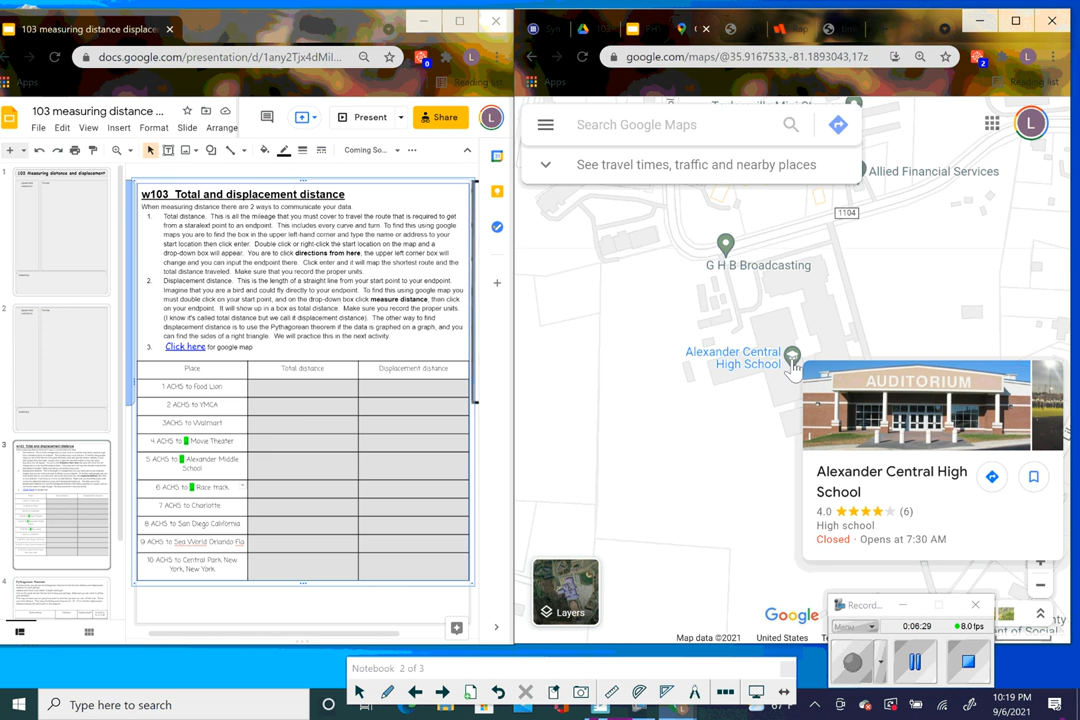 103 measuring distance displace
docs.google.com/presentation/d/1any2Tjx4dMiI...
Apps
Reading list
103 measuring distance ...
File Edit View Insert Format Slide Arrange
Present
Share
L
Coming So...
1
103 Measuring distance and displacement
2
3
4
w103 Total and displacement distance
When measuring distance there are 2 ways to communicate your data.
1. Total distance. This is all the mileage that you must cover to travel the route that is required to get
from a staralext point to an endpoint. This includes every curve and turn. To find this using google
maps you are to find the box in the upper left-hand corner and type the name or address to your
start location then click enter. Double click or right-click the start location on the map and a
drop-down box will appear. You are to click directions from here, the upper left corner box will
change and you can input the endpoint there. Click enter and it will map the shortest route and the
total distance traveled. Make sure that you record the proper units.
2. Displacement distance. This is the length of a straight line from your start point to your endpoint.
Imagine that you are a bird and could fly directly to your endpoint. To find this using google map you
must double click on your start point, and on the drop-down box click measure distance, then click
on your endpoint. It will show up in a box as total distance. Make sure you record the proper units.
(I know it's called total distance but we call it displacement distance). The other way to find
displacement distance is to use the Pythagorean theorem if the data is graphed on a graph, and you
can find the sides of a right triangle. We will practice this in the next activity.
3. Click here for google map
Place Total distance Displacement distance
1 ACHS to Food Lion
2 ACHS to YMCA
3ACHS to Walmart
4 ACHS to Move Theater
5 ACHS to Alexander Middle
School
6 ACHS to Race track
7 ACHS to Charlotte
8 ACHS to San Diego California
9 ACHS to Sea World Orlando Fla
10 ACHS to Central Park New
York, New York
google.com/maps/@35.9167533,-81.1893043,17z
Apps
Reading list
Search Google Maps
L
See travel times, traffic and nearby places
Allied Financial Services
1104
G H B Broadcasting
Alexander Central
High School
AUDITORIUM
Alexander Central High
School
4.0 (6)
High school
Closed · Opens at 7:30 AM
Layers
Google
Map data ©2021 United States
Record...
Menu
0:06:29 8.0 fps
Notebook 2 of 3
Type here to search
67°F
10:19 PM
9/6/2021